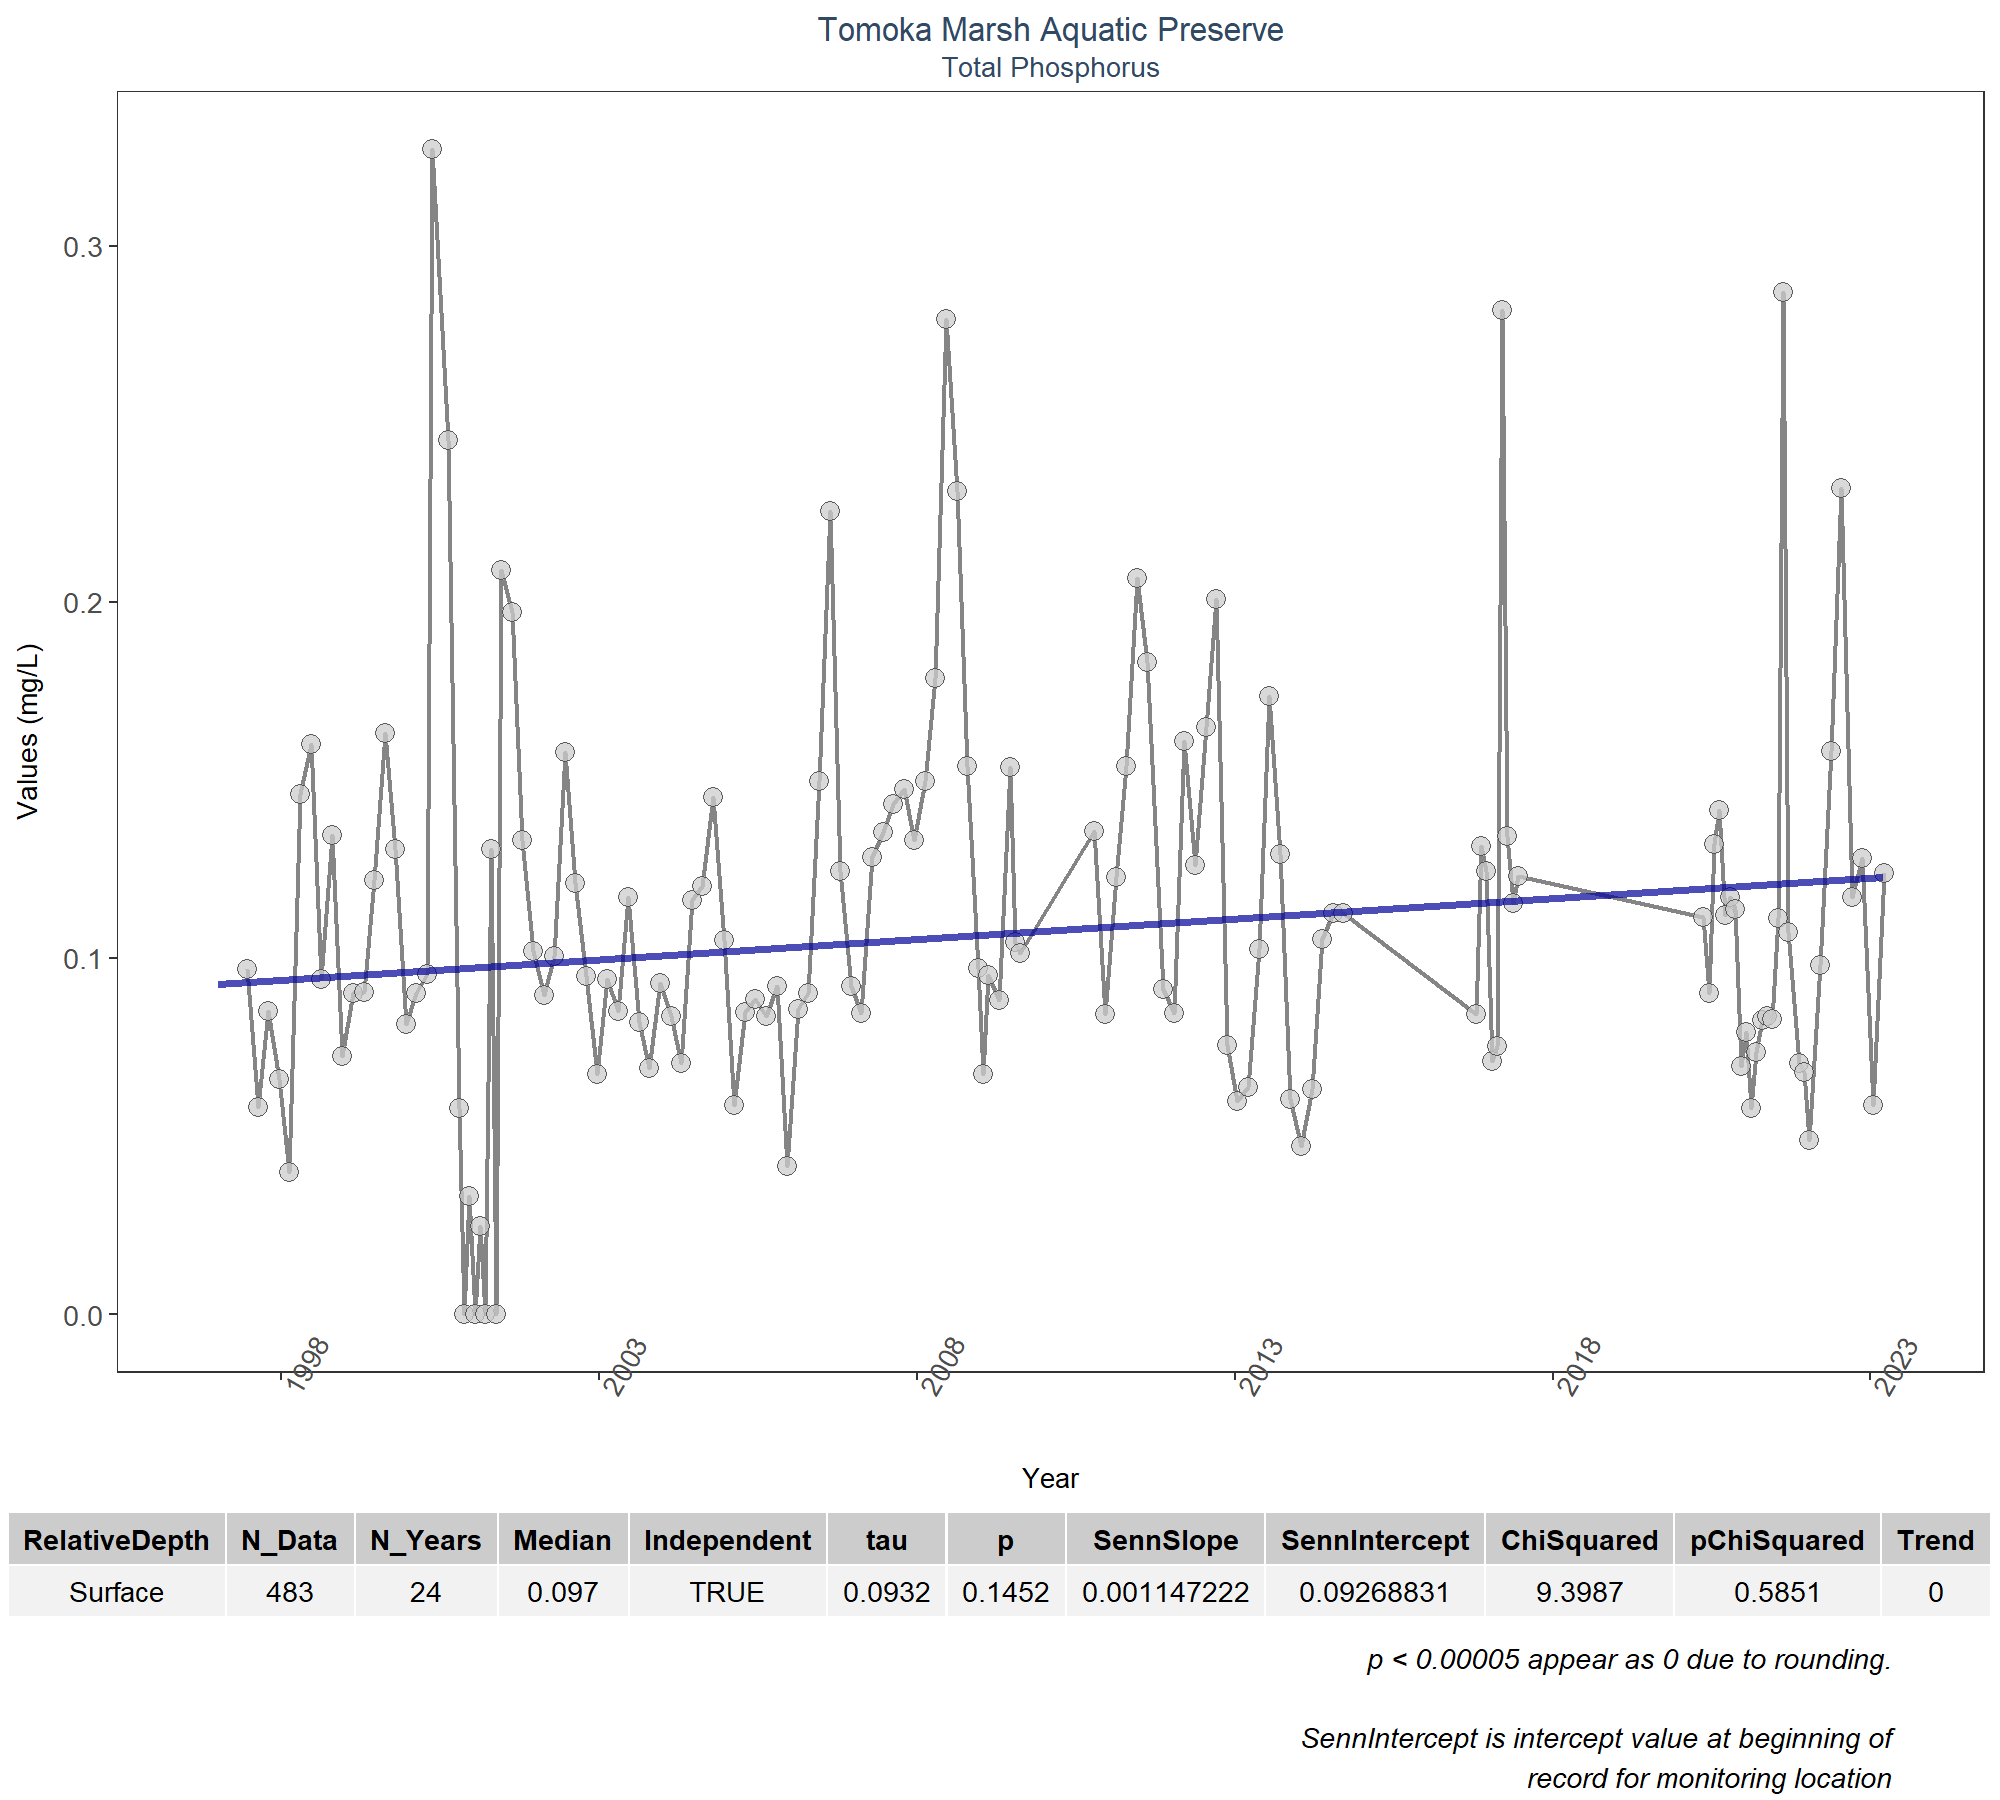 Tomoka Marsh Aquatic Preserve
Total Phosphorus
Values (mg/L)
0.3
0.2
0.1
0.0
1998 2003 2008 2013 2018 2023
Year
RelativeDepth N_Data N_Years Median Independent tau p SennSlope SennIntercept ChiSquared pChiSquared Trend
Surface 483 24 0.097 TRUE 0.0932 0.1452 0.001147222 0.09268831 9.3987 0.5851 0
p < 0.00005 appear as 0 due to rounding.
SennIntercept is intercept value at beginning of
record for monitoring location